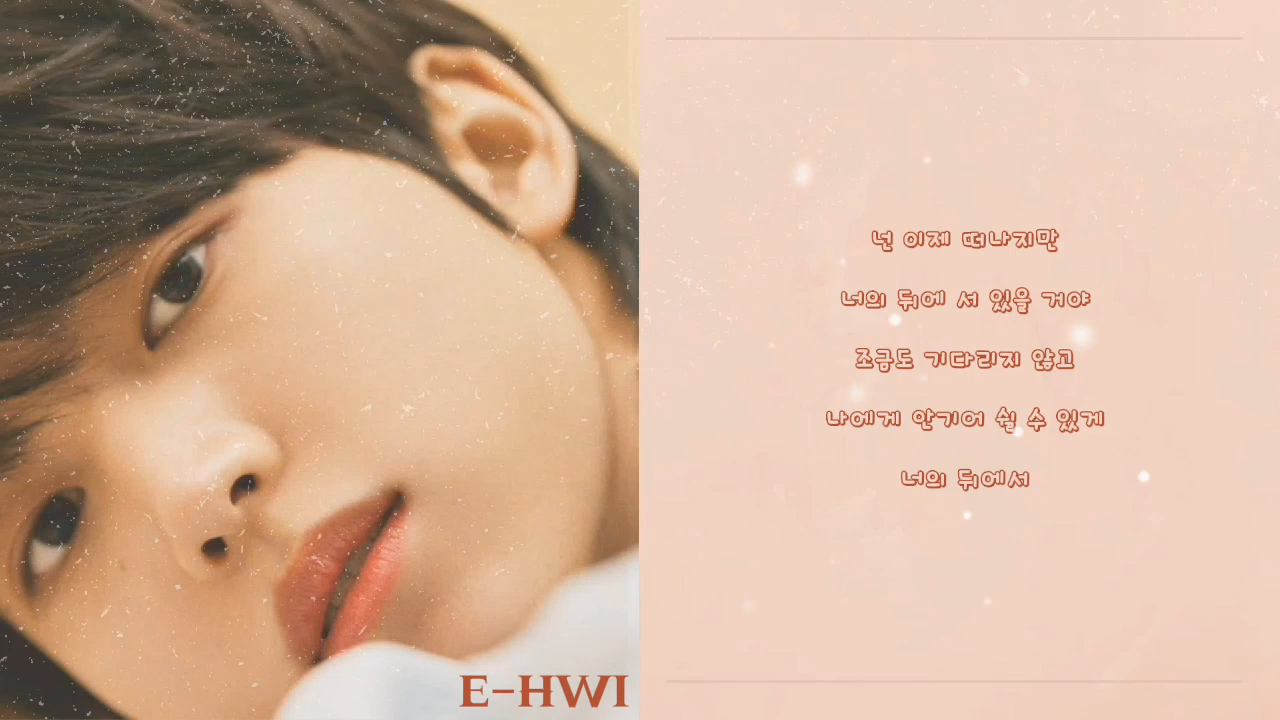 E-HWI
넌 이제 떠나지만
너의 뒤에 서 있을 거야
조금도 기다리지 않고
나에게 안기어 쉴 수 있게
너의 뒤에서